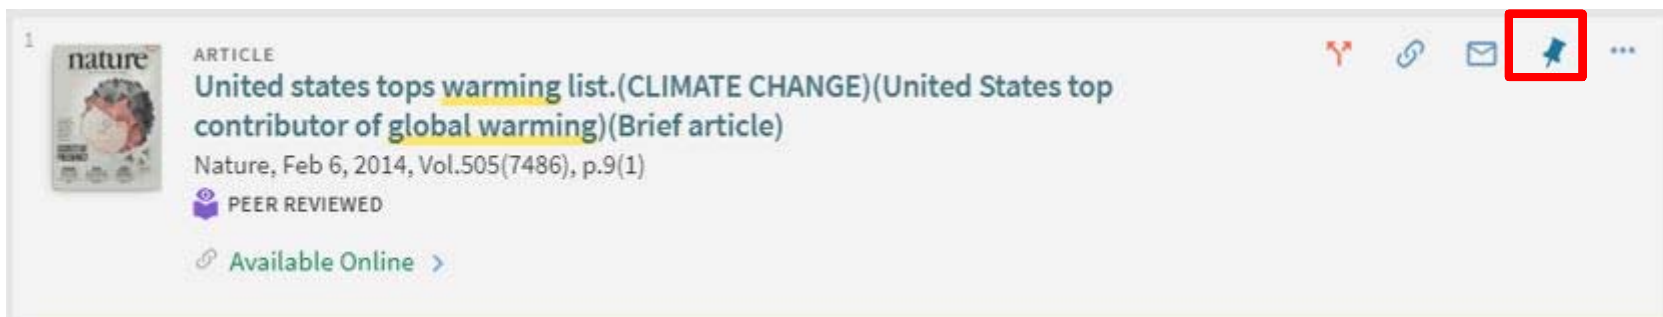 1
nature
ARTICLE
United states tops warming list.(CLIMATE CHANGE)(United States top
contributor of global warming)(Brief article)
Nature, Feb 6, 2014, Vol.505(7486), p.9(1)
PEER REVIEWED
Available Online